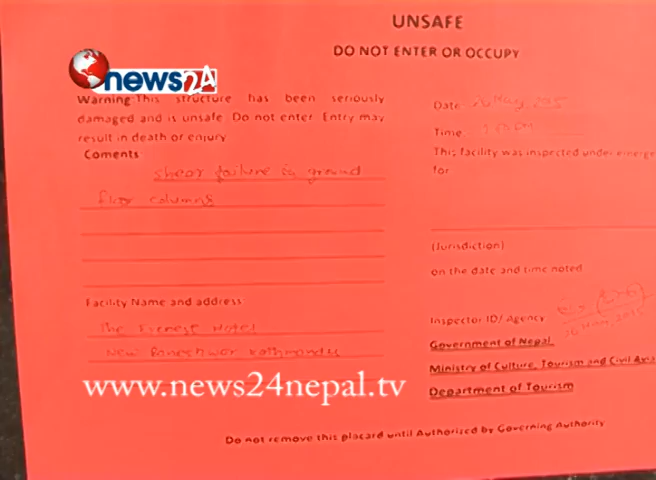 UNSAFE
DO NOT ENTER OR OCCUPY
news24
Warning:This structure has been seriously
damaged and is unsafe. Do not enter. Entry may
result in death or enjury
Coments:
shear failure in ground
floor columns
Facility Name and address:
The Everest Hotel
New Baneshwor Kathmandu
Date:
Time:
This facility was inspected under emerge
for
(Jurisdiction)
on the date and time noted
Inspector ID/ Agency
Government of Nepal
Ministry of Culture, Tourism and Civil Avia
Department of Tourism
www.news24nepal.tv
Do not remove this placard until Authorized by Governing Authority